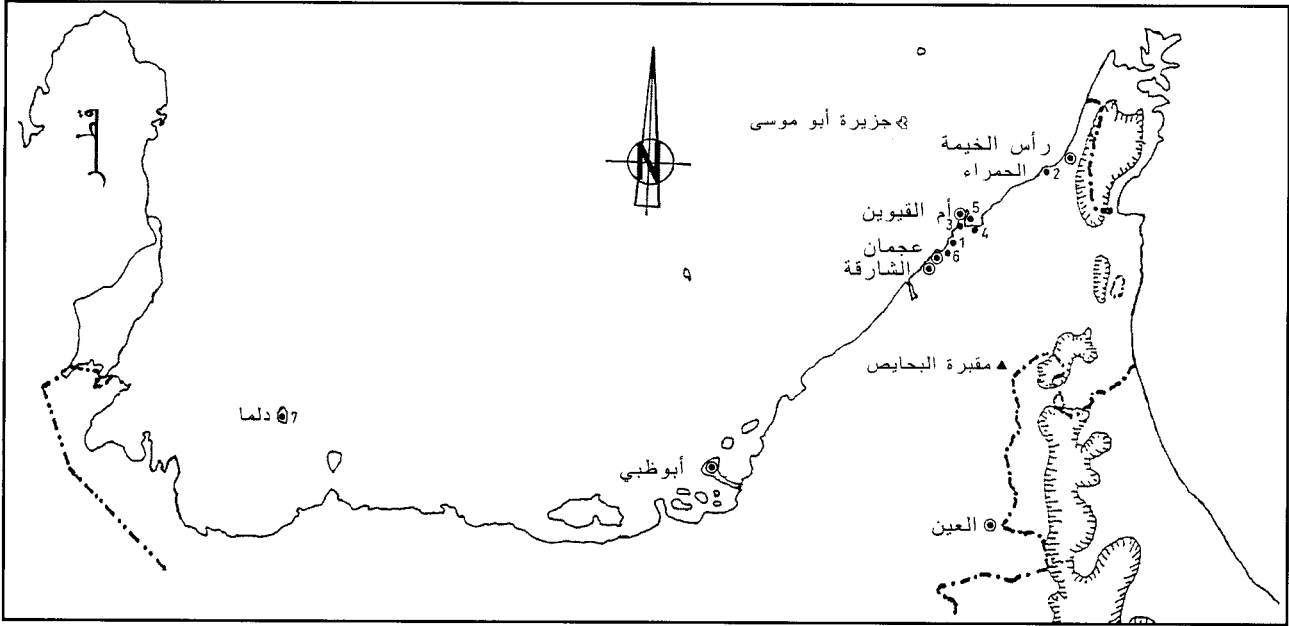 قطر
N
جزيرة أبو موسى
رأس الخيمة
الحمراء
2
أم القيوين
5
3
4
عجمان
1
6
الشارقة
مقبرة البحايص
دلما
7
أبوظبي
العين